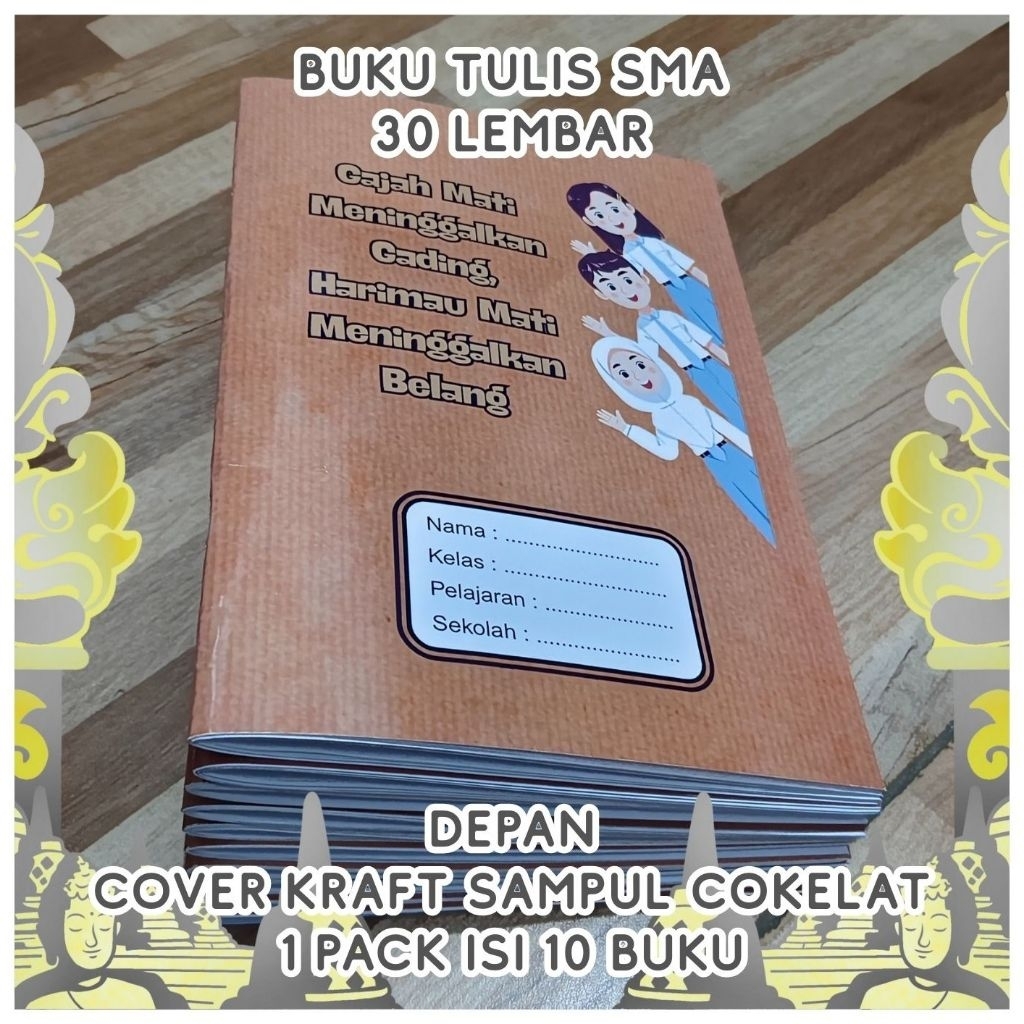 BUKU TULIS SMA
30 LEMBAR
Gajah Mati
Meninggalkan
Gading,
Harimau Mati
Meninggalkan
Belang
Nama : ............................
Kelas : .............................
Pelajaran : .......................
Sekolah : .........................
DEPAN
COVER KRAFT SAMPUL COKELAT
1 PACK ISI 10 BUKU